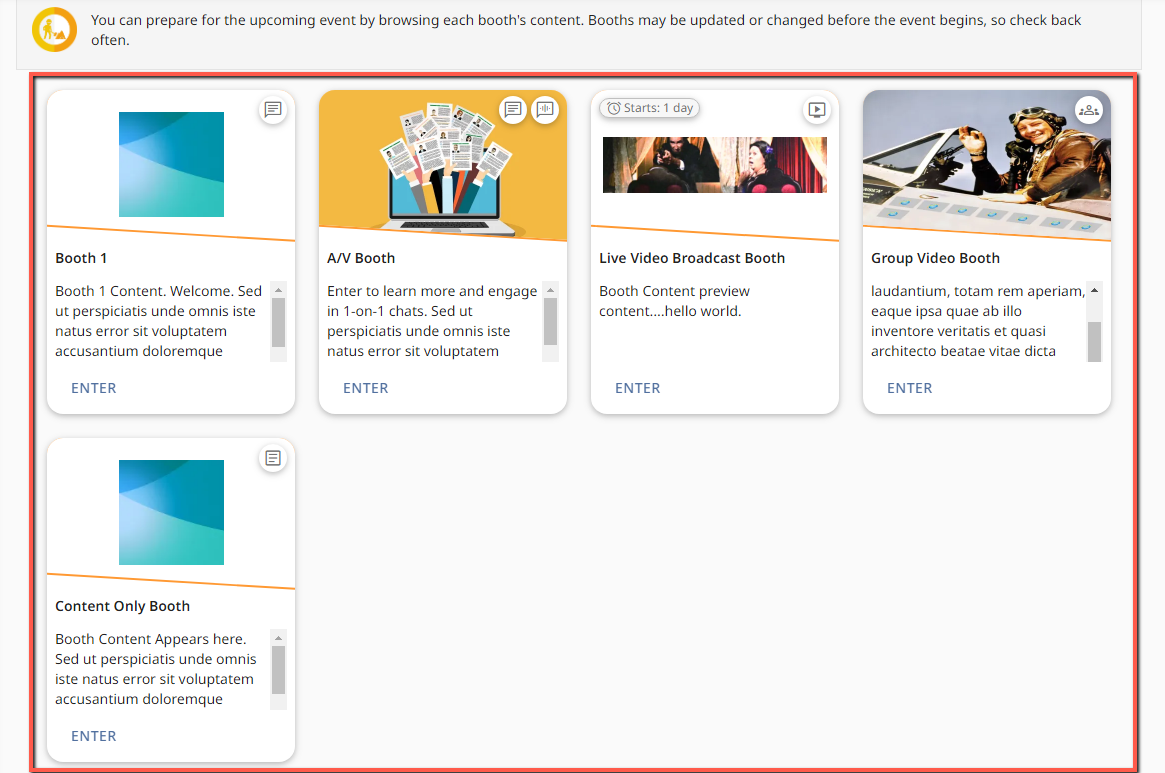 You can prepare for the upcoming event by browsing each booth's content. Booths may be updated or changed before the event begins, so check back
often.
Booth 1
Booth 1 Content. Welcome. Sed
ut perspiciatis unde omnis iste
natus error sit voluptatem
accusantium doloremque
ENTER
A/V Booth
Enter to learn more and engage
in 1-on-1 chats. Sed ut
perspiciatis unde omnis iste
natus error sit voluptatem
ENTER
Starts: 1 day
Live Video Broadcast Booth
Booth Content preview
content....hello world.
ENTER
Group Video Booth
laudantium, totam rem aperiam,
eaque ipsa quae ab illo
inventore veritatis et quasi
architecto beatae vitae dicta
ENTER
Content Only Booth
Booth Content Appears here.
Sed ut perspiciatis unde omnis
iste natus error sit voluptatem
accusantium doloremque
ENTER